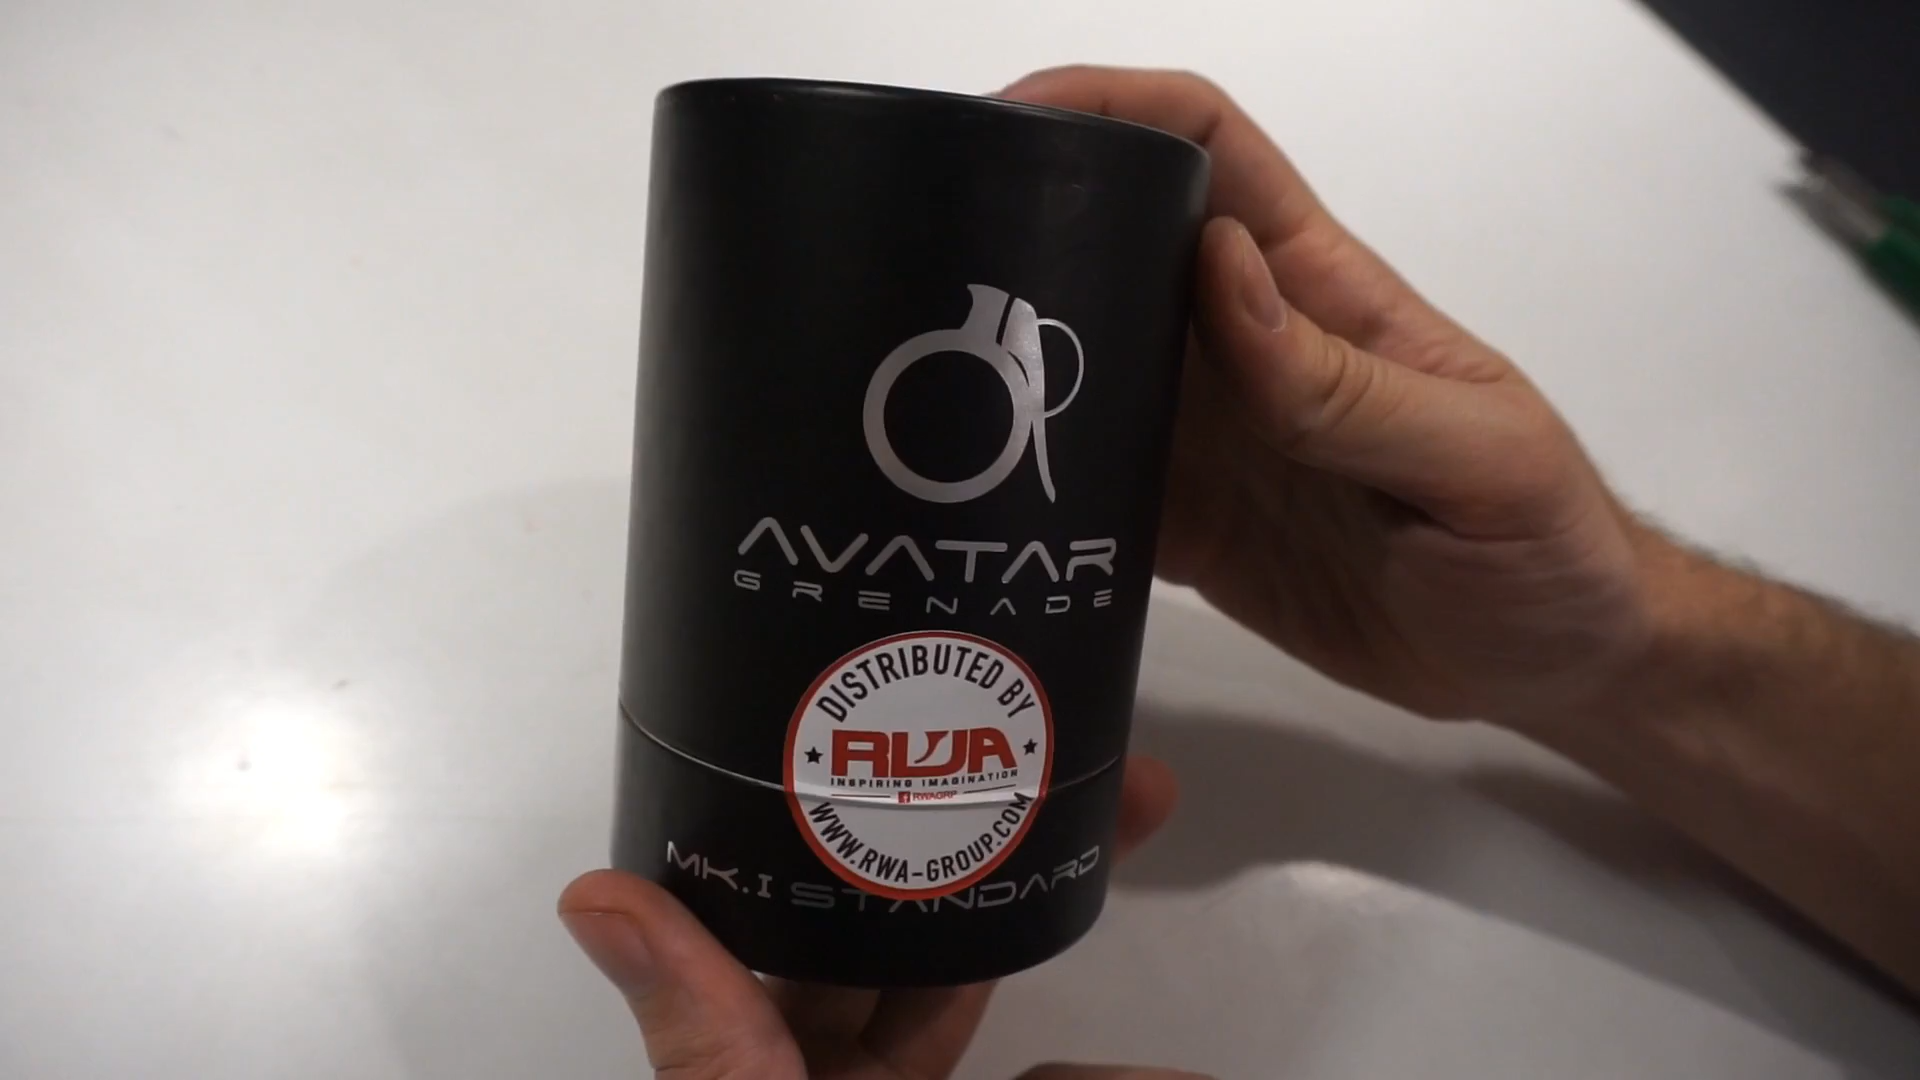 AVATAR
GRENADE
DISTRIBUTED BY
RWA
INSPIRING IMAGINATION
RWAGRP
WWW.RWA-GROUP.COM
MK.I STANDARD